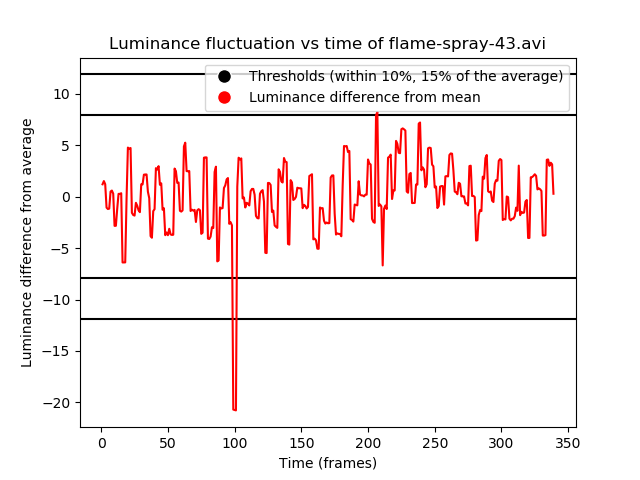 Luminance fluctuation vs time of flame-spray-43.avi
Thresholds (within 10%, 15% of the average)
Luminance difference from mean
Luminance difference from average
10
5
0
−5
−10
−15
−20
0 50 100 150 200 250 300 350
Time (frames)